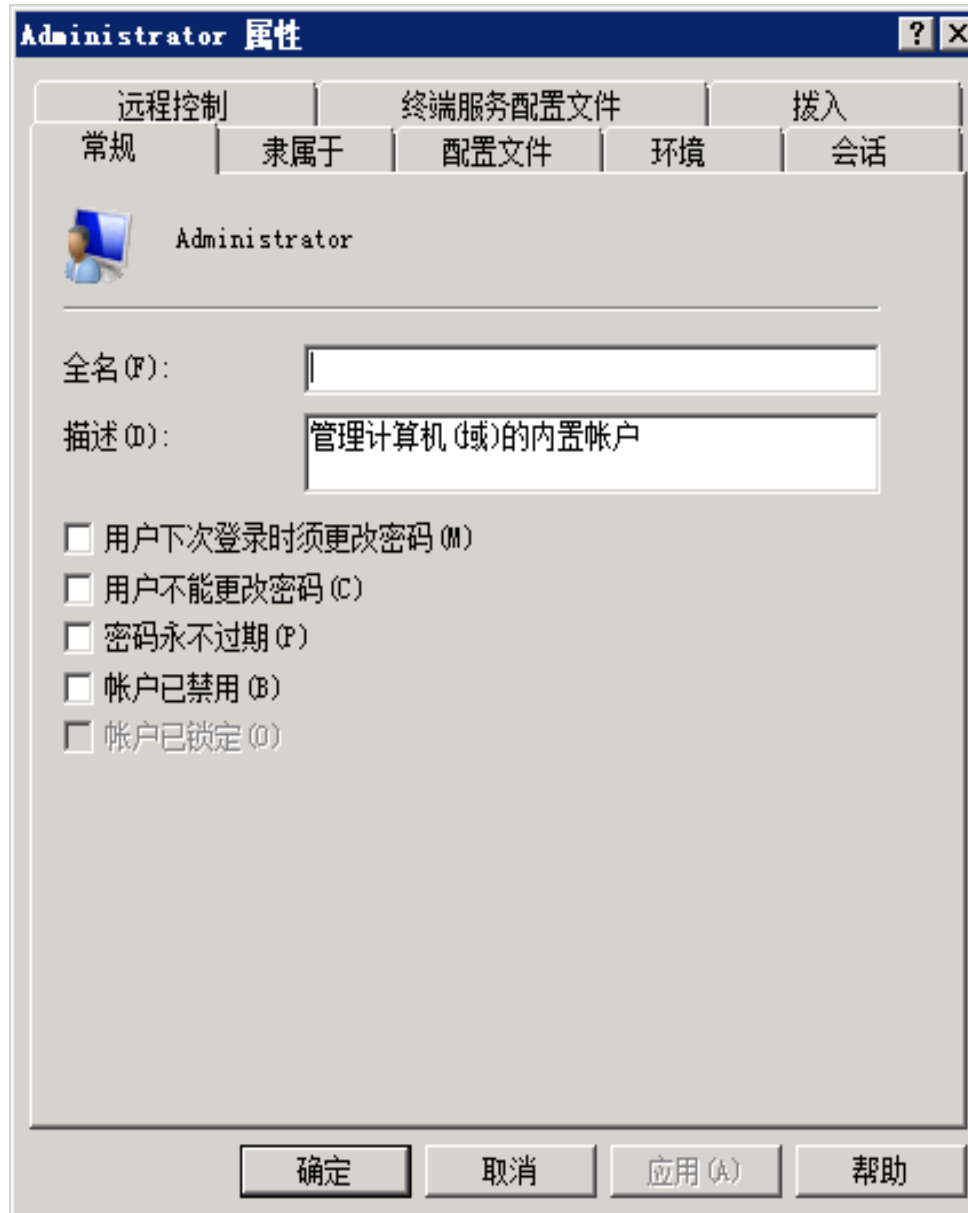 Administrator 属性
远程控制 终端服务配置文件 拨入
常规 隶属于 配置文件 环境 会话
Administrator
全名(F):
描述(D): 管理计算机(域)的内置帐户
用户下次登录时须更改密码(M)
用户不能更改密码(C)
密码永不过期(P)
帐户已禁用(B)
帐户已锁定(O)
确定 取消 应用(A) 帮助